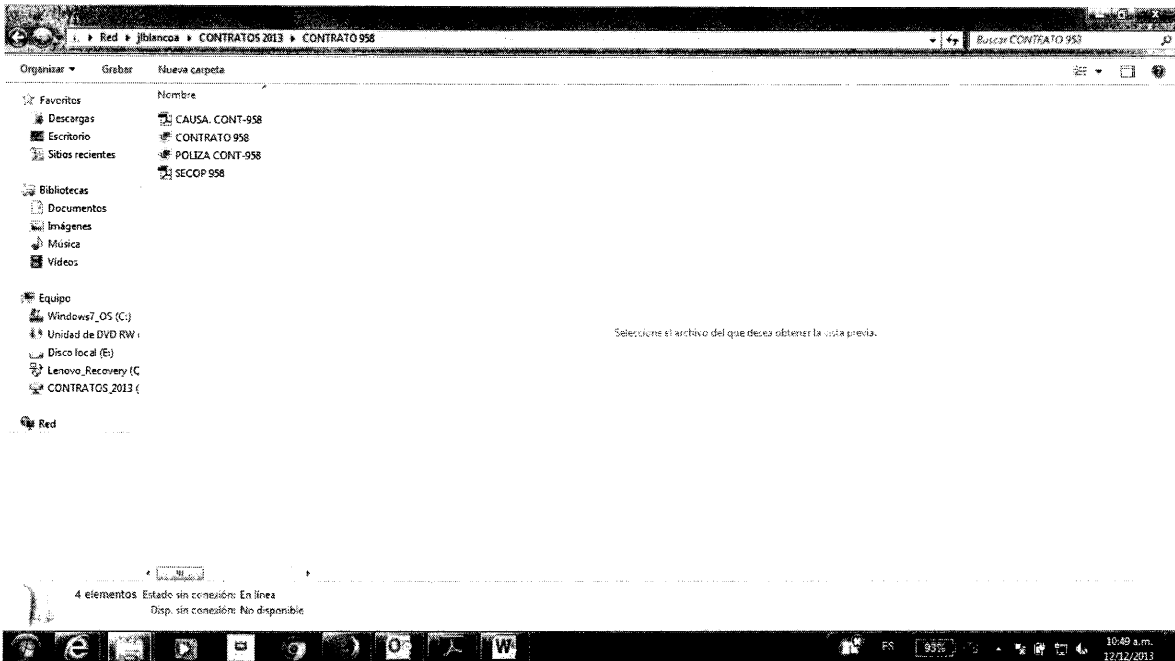 Red ▸ jlblancoa ▸ CONTRATOS 2013 ▸ CONTRATO 958
Buscar CONTRATO 958
Organizar Grabar Nueva carpeta
Favoritos
Descargas
Escritorio
Sitios recientes
Bibliotecas
Documentos
Imágenes
Música
Vídeos
Equipo
Windows7_OS (C:)
Unidad de DVD RW (
Disco local (E:)
Lenovo_Recovery (Q
CONTRATOS_2013 (
Red
Nombre
CAUSA. CONT-958
CONTRATO 958
POLIZA CONT-958
SECOP 958
Seleccione el archivo del que desea obtener la vista previa.
4 elementos Estado sin conexión: En línea
Disp. sin conexión: No disponible
ES 93% 10:49 a.m.
12/12/2013